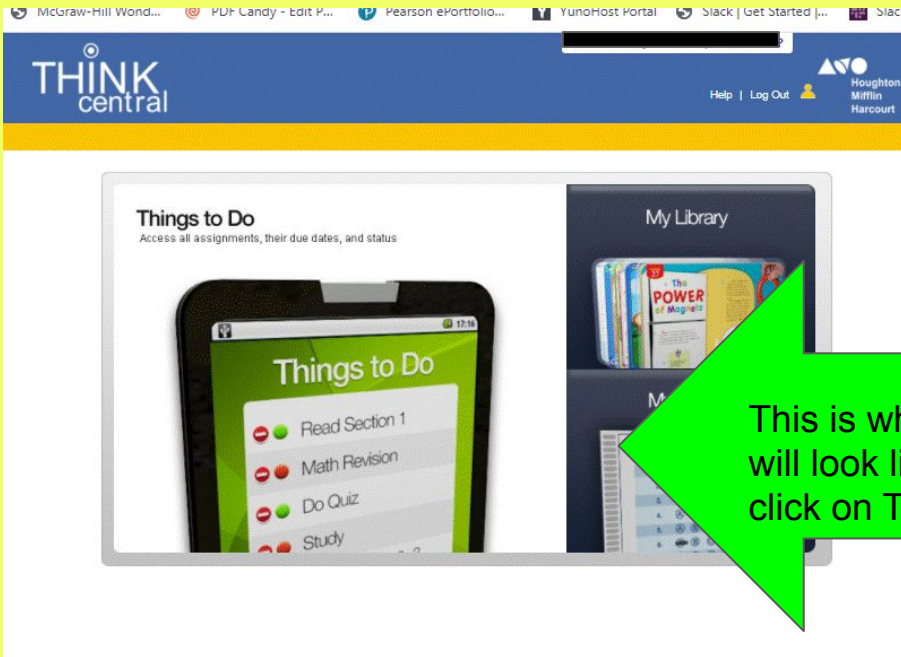 McGraw-Hill Wond... PDF Candy - Edit P... Pearson ePortfolio... YunoHost Portal Slack | Get Started |... Slac
THINK
central
Help | Log Out
Houghton
Mifflin
Harcourt
Things to Do
Access all assignments, their due dates, and status
17:16
Things to Do
Read Section 1
Math Revision
Do Quiz
Study
My Library
37
The
POWER
of Magnets
This is wh
will look li
click on T